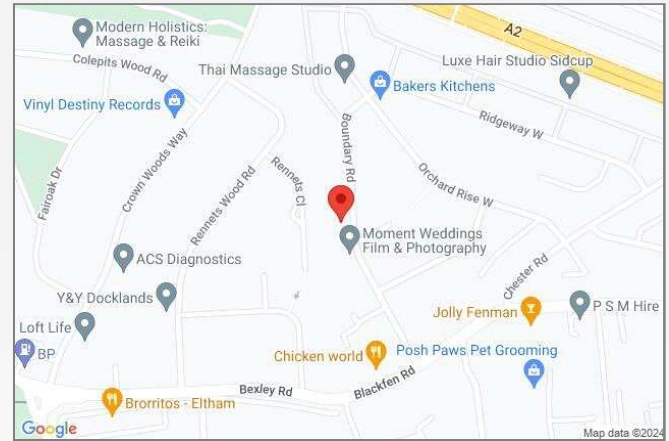 Modern Holistics:
Massage & Reiki
A2
Colepits Wood Rd
Thai Massage Studio
Luxe Hair Studio Sidcup
Bakers Kitchens
Vinyl Destiny Records
Boundary Rd
Ridgeway W
Crown Woods Way
Fairoak Dr
Rennets Wood Rd
Rennets Cl
Orchard Rise W
Moment Weddings
Film & Photography
ACS Diagnostics
Chester Rd
Y&Y Docklands
P S M Hire
Jolly Fenman
Loft Life
BP
Chicken world
Posh Paws Pet Grooming
Bexley Rd
Blackfen Rd
Brorritos - Eltham
Google
Map data ©2024